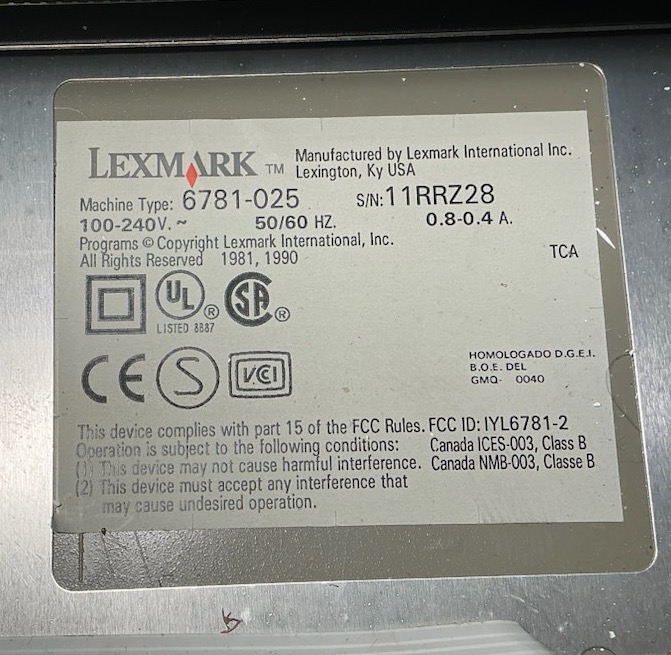 LEXMARK TM Manufactured by Lexmark International Inc.
Lexington, Ky USA
Machine Type: 6781-025 S/N: 11RRZ28
100-240V. ~ 50/60 HZ. 0.8-0.4 A.
Programs © Copyright Lexmark International, Inc.
All Rights Reserved 1981, 1990
TCA
UL ® SA ®
LISTED 8887
CE S VCI
HOMOLOGADO D.G.E.I.
B.O.E. DEL
GMQ- 0040
This device complies with part 15 of the FCC Rules. FCC ID: IYL6781-2
Operation is subject to the following conditions: Canada ICES-003, Class B
(1) This device may not cause harmful interference. Canada NMB-003, Classe B
(2) This device must accept any interference that
may cause undesired operation.